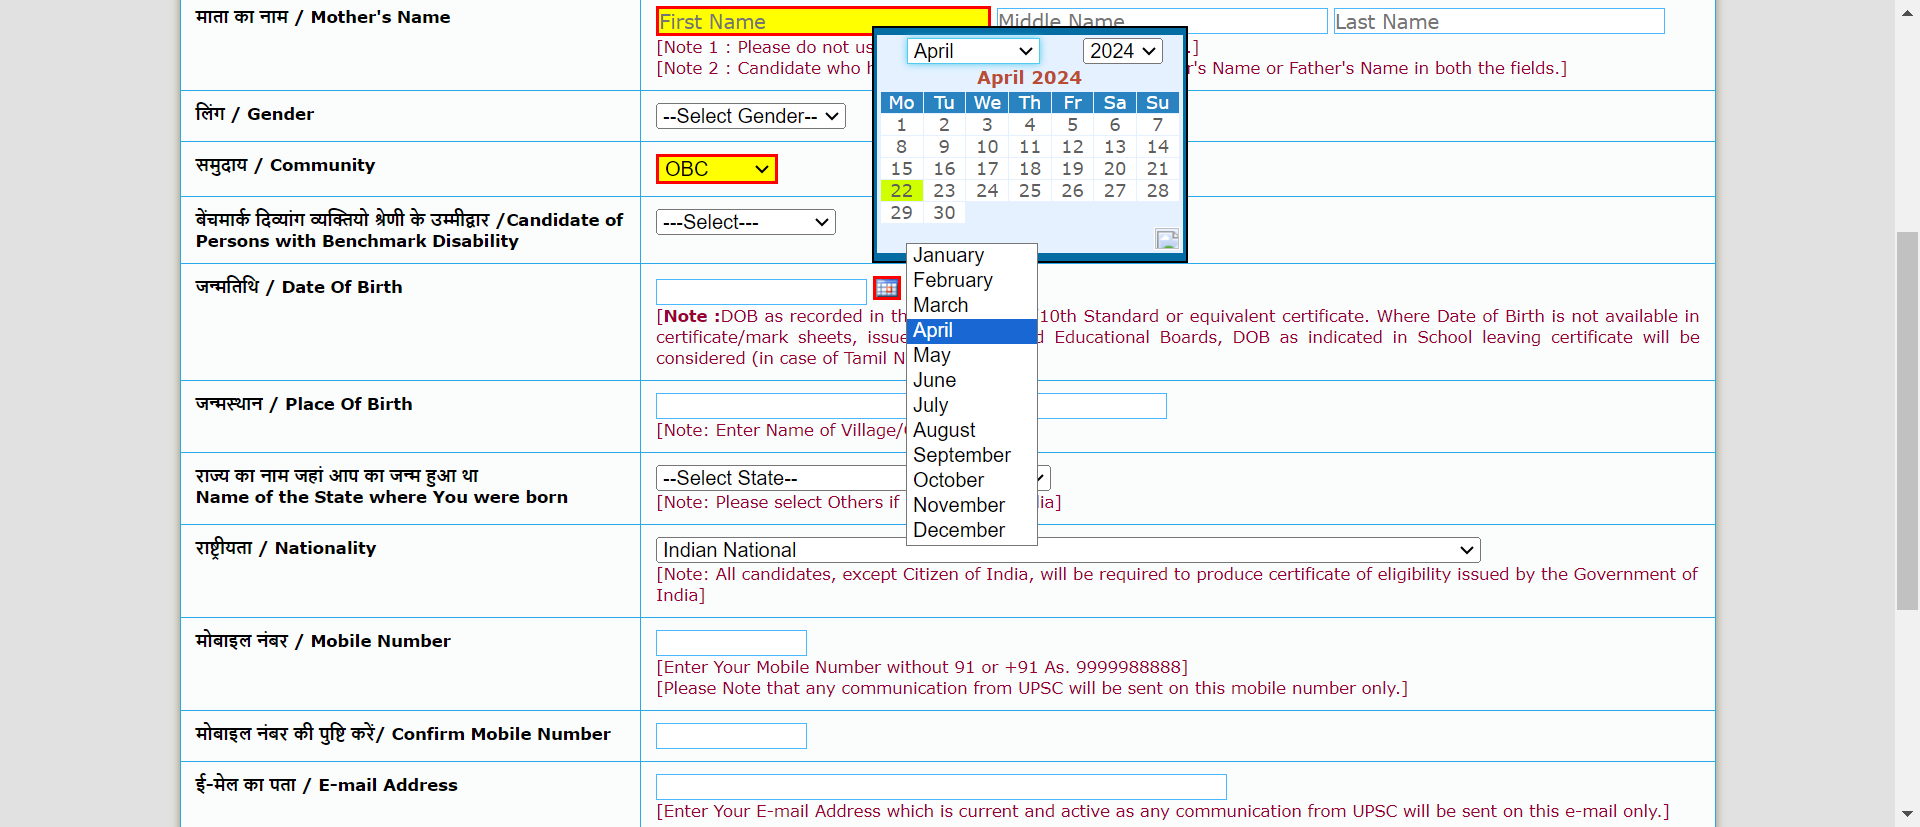 माता का नाम / Mother's Name
First Name Middle Name Last Name
[Note 1 : Please do not us .]
[Note 2 : Candidate who r's Name or Father's Name in both the fields.]
April 2024
April 2024
Mo Tu We Th Fr Sa Su
1 2 3 4 5 6 7
8 9 10 11 12 13 14
15 16 17 18 19 20 21
22 23 24 25 26 27 28
29 30
January
February
March
April
May
June
July
August
September
October
November
December
लिंग / Gender
--Select Gender--
समुदाय / Community
OBC
बेंचमार्क दिव्यांग व्यक्तियो श्रेणी के उम्मीद्वार /Candidate of
Persons with Benchmark Disability
---Select---
जन्मतिथि / Date Of Birth
[Note :DOB as recorded in th 10th Standard or equivalent certificate. Where Date of Birth is not available in
certificate/mark sheets, issue d Educational Boards, DOB as indicated in School leaving certificate will be
considered (in case of Tamil N
जन्मस्थान / Place Of Birth
[Note: Enter Name of Village/
राज्य का नाम जहां आप का जन्म हुआ था
Name of the State where You were born
--Select State--
[Note: Please select Others if ia]
राष्ट्रीयता / Nationality
Indian National
[Note: All candidates, except Citizen of India, will be required to produce certificate of eligibility issued by the Government of
India]
मोबाइल नंबर / Mobile Number
[Enter Your Mobile Number without 91 or +91 As. 9999988888]
[Please Note that any communication from UPSC will be sent on this mobile number only.]
मोबाइल नंबर की पुष्टि करें/ Confirm Mobile Number
ई-मेल का पता / E-mail Address
[Enter Your E-mail Address which is current and active as any communication from UPSC will be sent on this e-mail only.]